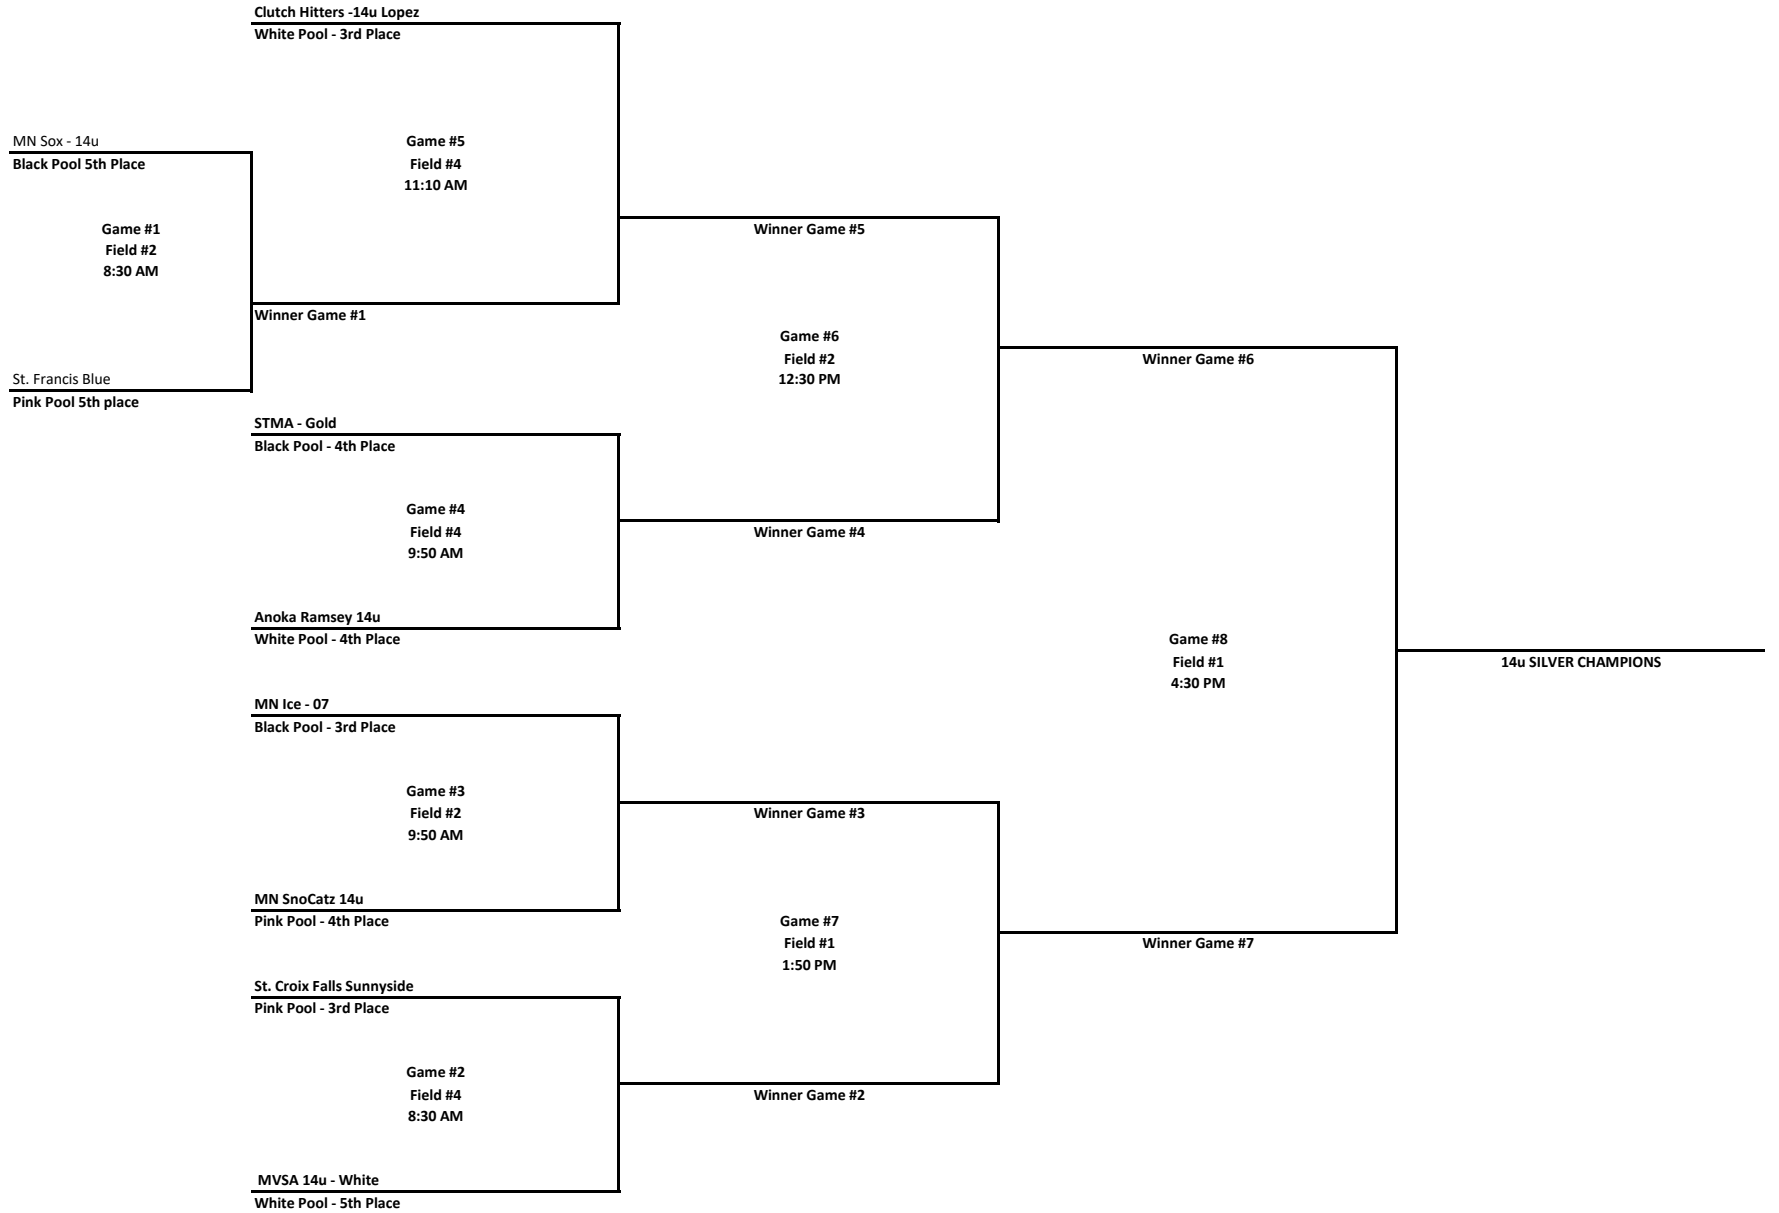 Clutch Hitters -14u Lopez
White Pool - 3rd Place
MN Sox - 14u
Black Pool 5th Place
Game #5
Field #4
11:10 AM
Game #1
Field #2
8:30 AM
Winner Game #5
Winner Game #1
Game #6
Field #2
12:30 PM
Winner Game #6
St. Francis Blue
Pink Pool 5th place
STMA - Gold
Black Pool - 4th Place
Game #4
Field #4
9:50 AM
Winner Game #4
Anoka Ramsey 14u
White Pool - 4th Place
Game #8
Field #1
4:30 PM
14u SILVER CHAMPIONS
MN Ice - 07
Black Pool - 3rd Place
Game #3
Field #2
9:50 AM
Winner Game #3
MN SnoCatz 14u
Pink Pool - 4th Place
Game #7
Field #1
1:50 PM
Winner Game #7
St. Croix Falls Sunnyside
Pink Pool - 3rd Place
Game #2
Field #4
8:30 AM
Winner Game #2
MVSA 14u - White
White Pool - 5th Place